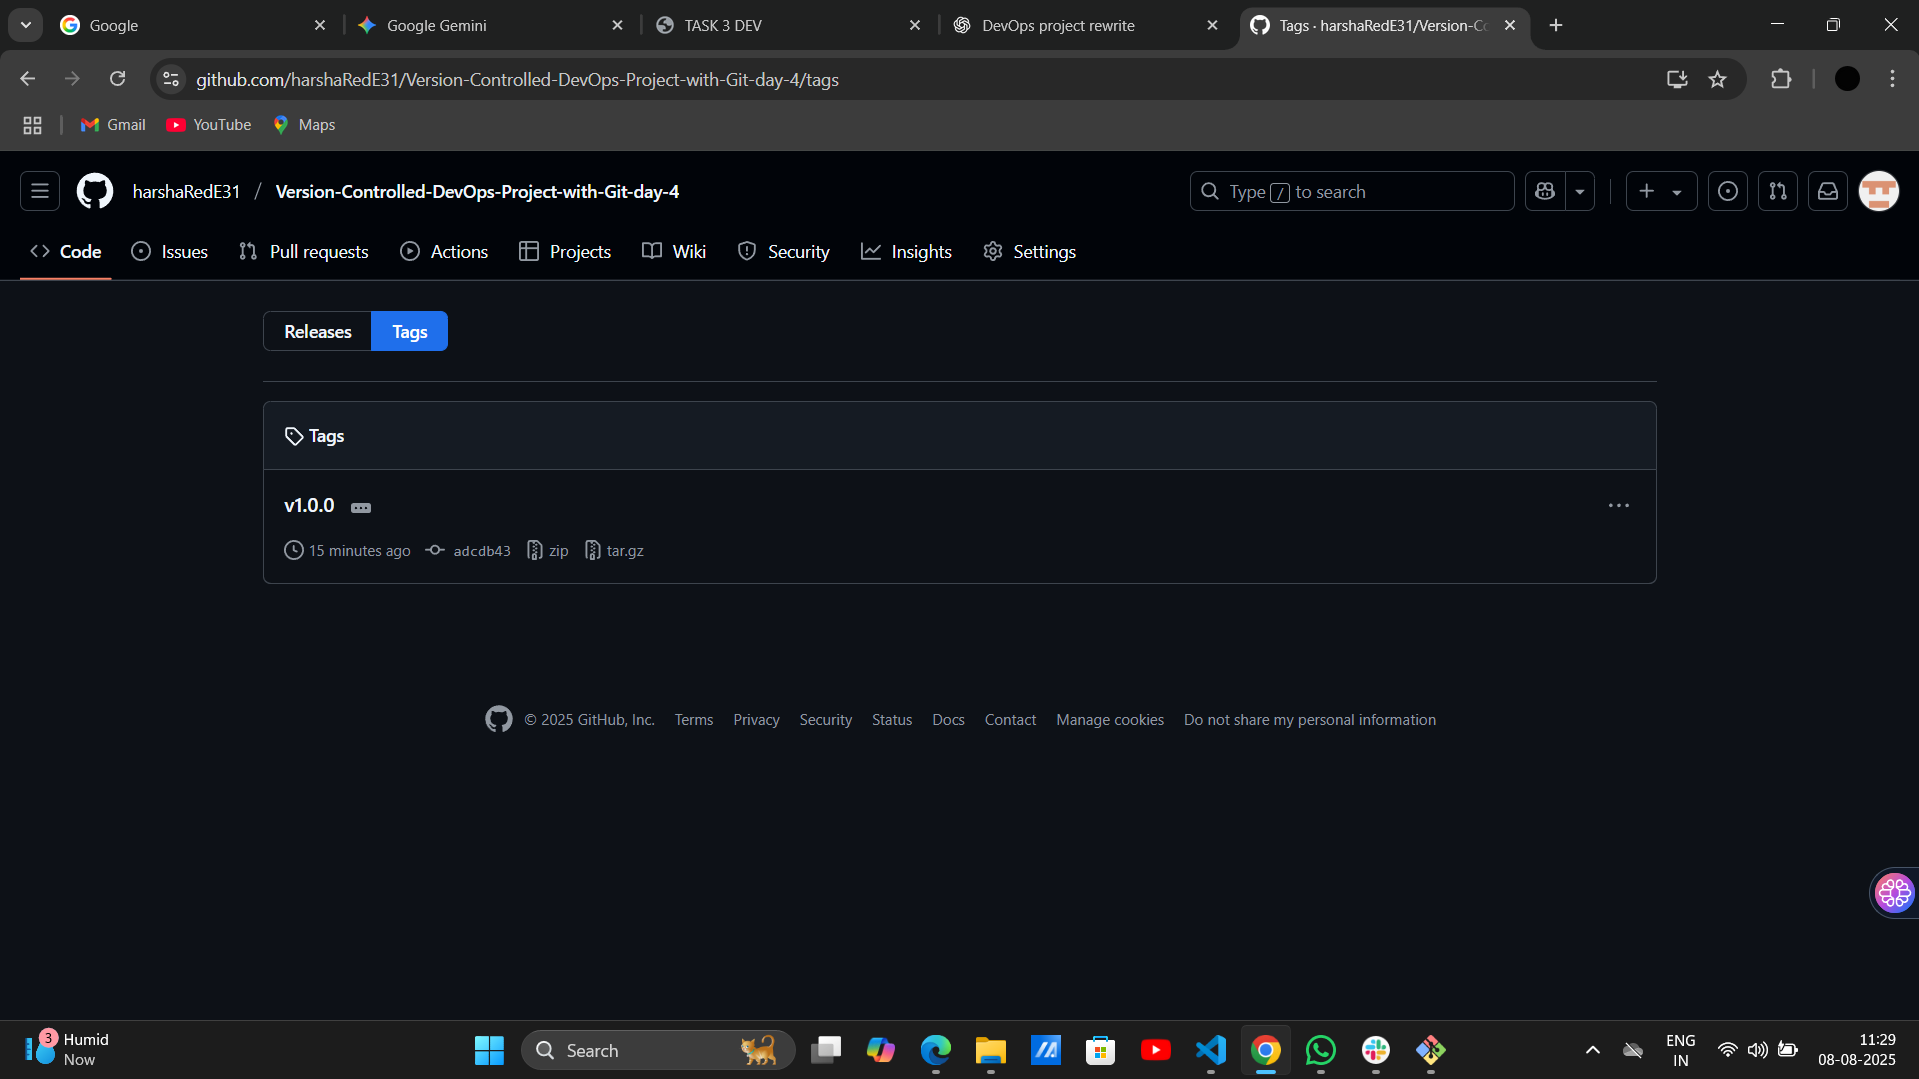 Google
Google Gemini
TASK 3 DEV
DevOps project rewrite
Tags · harshaRedE31/Version-Co
github.com/harshaRedE31/Version-Controlled-DevOps-Project-with-Git-day-4/tags
Gmail
YouTube
Maps
harshaRedE31 / Version-Controlled-DevOps-Project-with-Git-day-4
Type / to search
Code
Issues
Pull requests
Actions
Projects
Wiki
Security
Insights
Settings
Releases
Tags
Tags
v1.0.0
15 minutes ago
adcdb43
zip
tar.gz
© 2025 GitHub, Inc.
Terms
Privacy
Security
Status
Docs
Contact
Manage cookies
Do not share my personal information
3
Humid
Now
Search
ENG
IN
11:29
08-08-2025